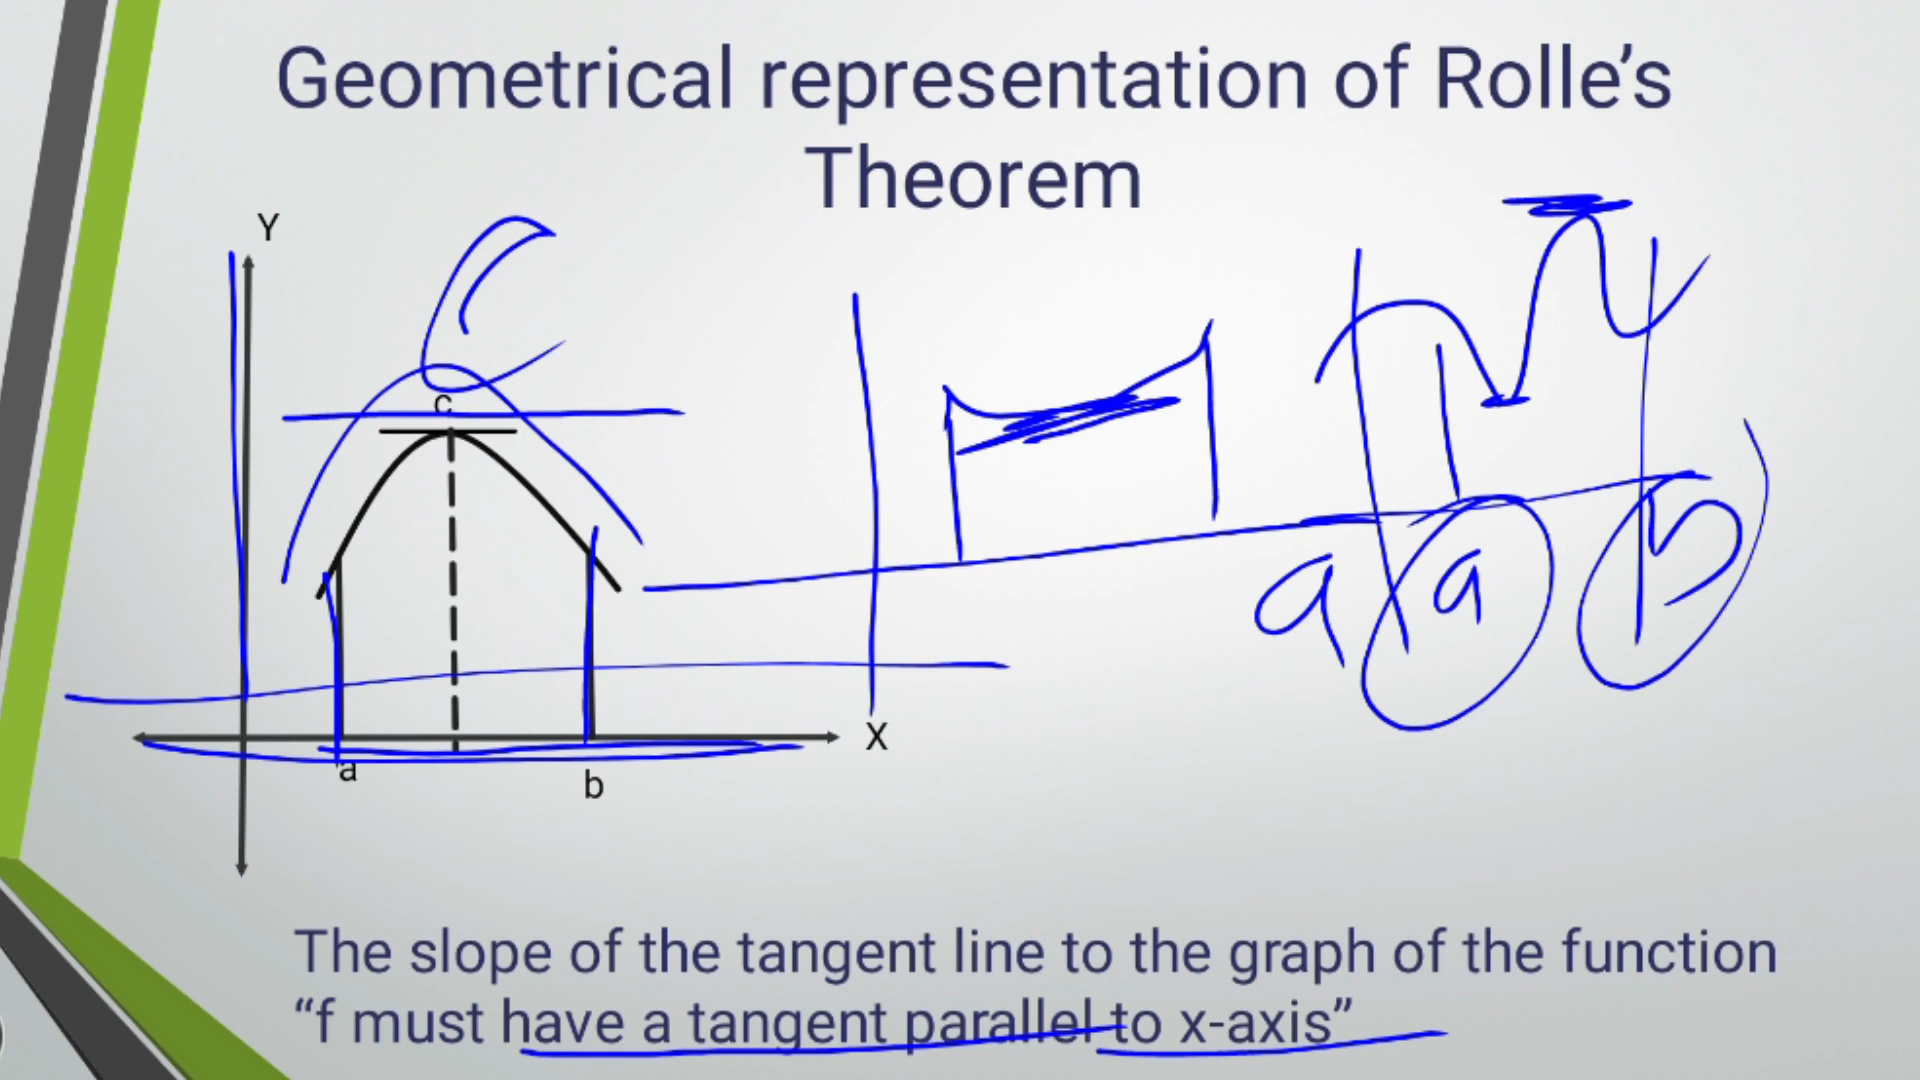 Geometrical representation of Rolle’s
Theorem
Y
c
X
a
b
a
a
b
The slope of the tangent line to the graph of the function
“f must have a tangent parallel to x-axis”